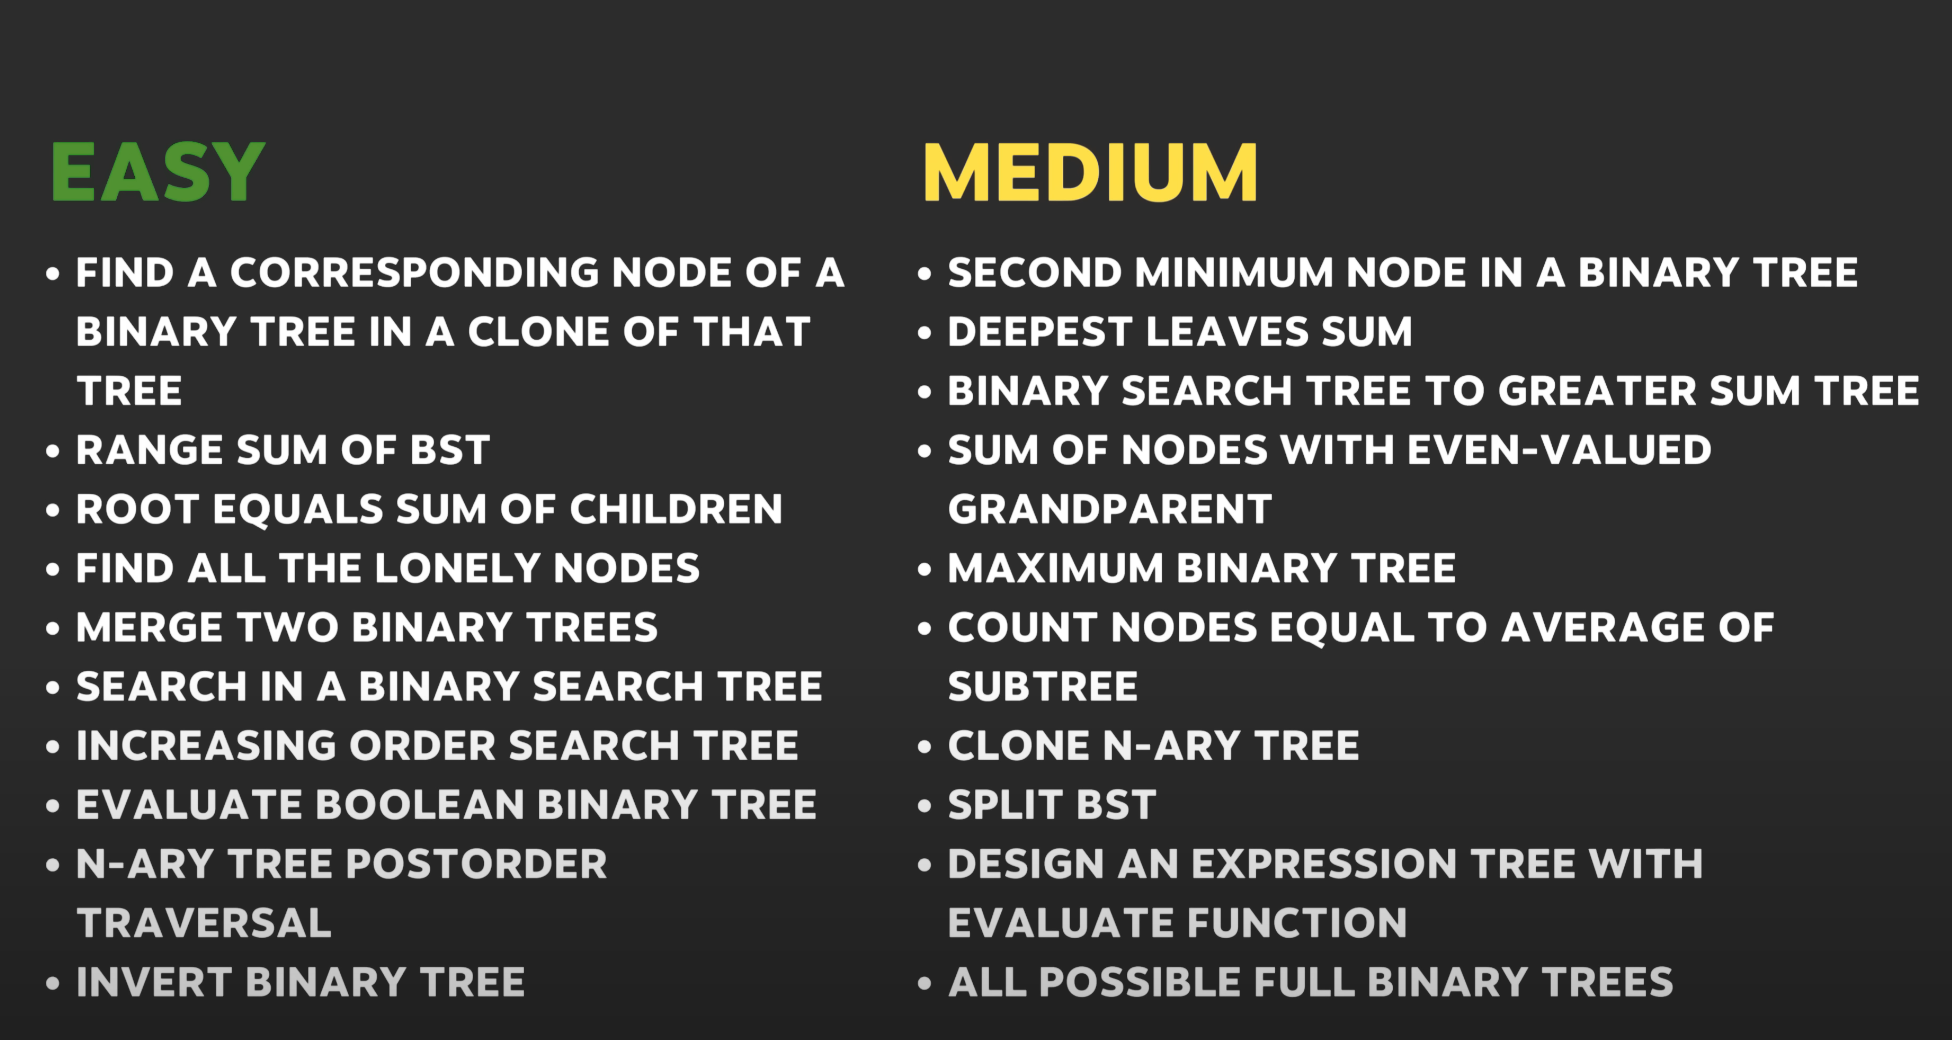 EASY
• FIND A CORRESPONDING NODE OF A
BINARY TREE IN A CLONE OF THAT
TREE
• RANGE SUM OF BST
• ROOT EQUALS SUM OF CHILDREN
• FIND ALL THE LONELY NODES
• MERGE TWO BINARY TREES
• SEARCH IN A BINARY SEARCH TREE
• INCREASING ORDER SEARCH TREE
• EVALUATE BOOLEAN BINARY TREE
• N-ARY TREE POSTORDER
TRAVERSAL
• INVERT BINARY TREE
MEDIUM
• SECOND MINIMUM NODE IN A BINARY TREE
• DEEPEST LEAVES SUM
• BINARY SEARCH TREE TO GREATER SUM TREE
• SUM OF NODES WITH EVEN-VALUED
GRANDPARENT
• MAXIMUM BINARY TREE
• COUNT NODES EQUAL TO AVERAGE OF
SUBTREE
• CLONE N-ARY TREE
• SPLIT BST
• DESIGN AN EXPRESSION TREE WITH
EVALUATE FUNCTION
• ALL POSSIBLE FULL BINARY TREES